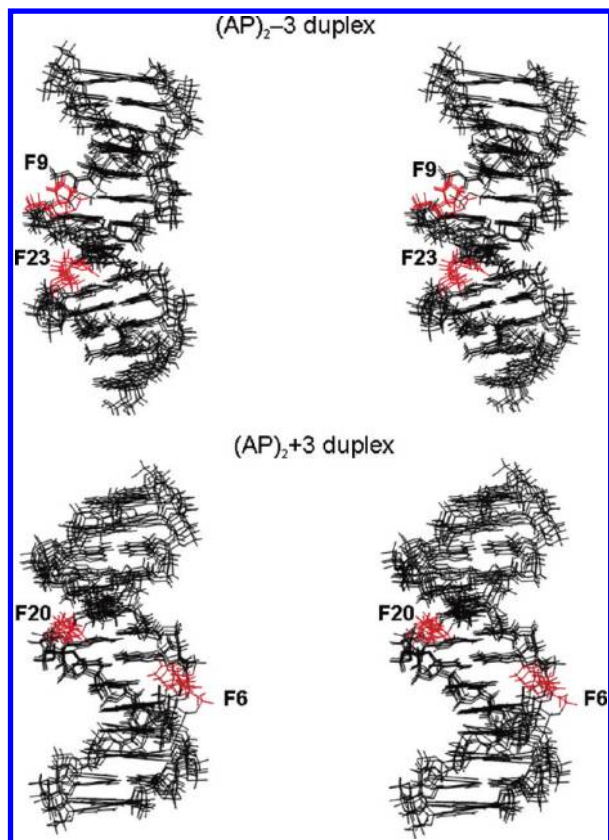 (AP)₂–3 duplex
F9 F9
F23 F23
(AP)₂+3 duplex
F20 F20
F6 F6